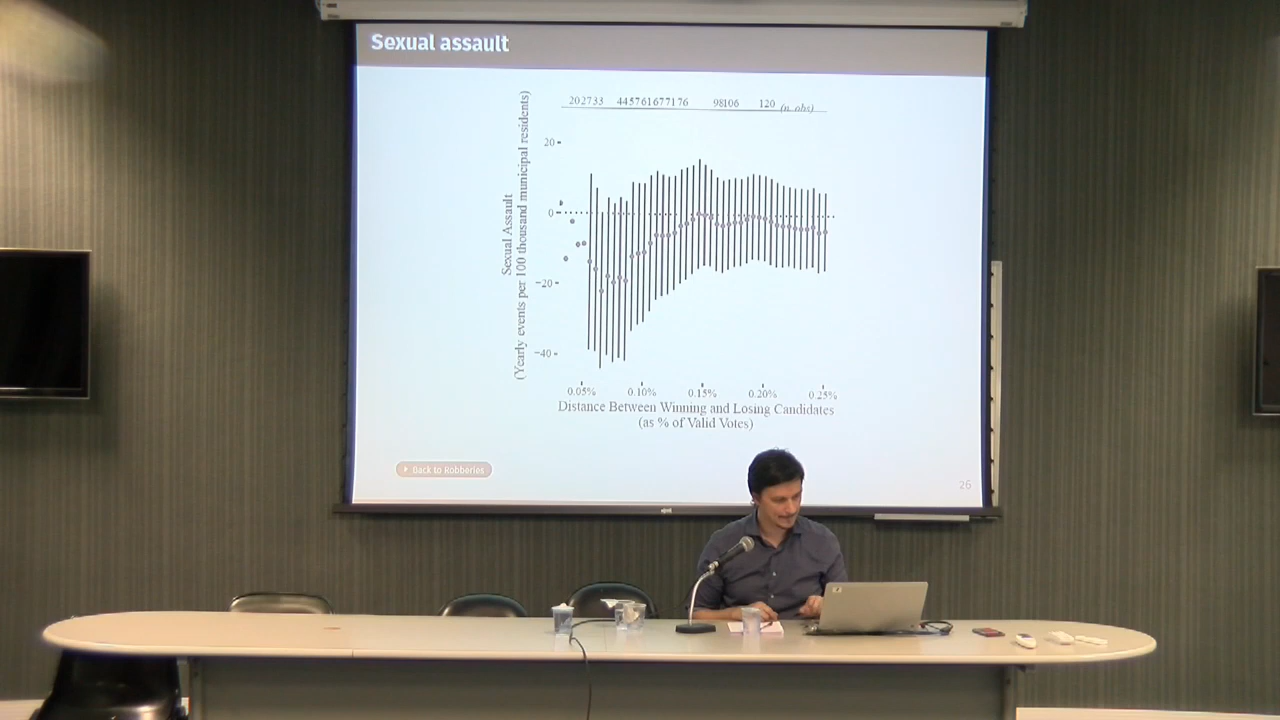 Sexual assault
202733 445761677176 98106 120 (n obs)
Sexual Assault
(Yearly events per 100 thousand municipal residents)
20
0
−20
−40
0.05% 0.10% 0.15% 0.20% 0.25%
Distance Between Winning and Losing Candidates
(as % of Valid Votes)
Back to Robberies
26